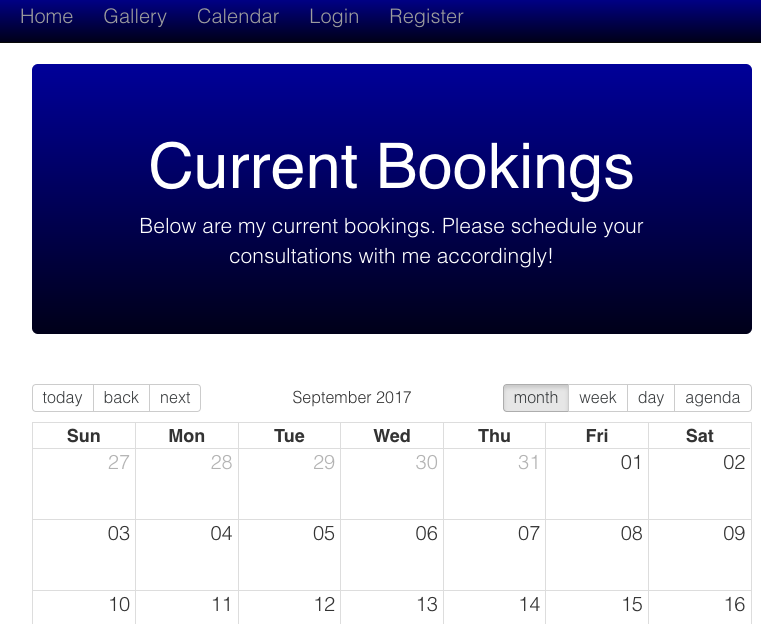 Home Gallery Calendar Login Register
Current Bookings
Below are my current bookings. Please schedule your
consultations with me accordingly!
today back next September 2017 month week day agenda
Sun Mon Tue Wed Thu Fri Sat
27 28 29 30 31 01 02
03 04 05 06 07 08 09
10 11 12 13 14 15 16